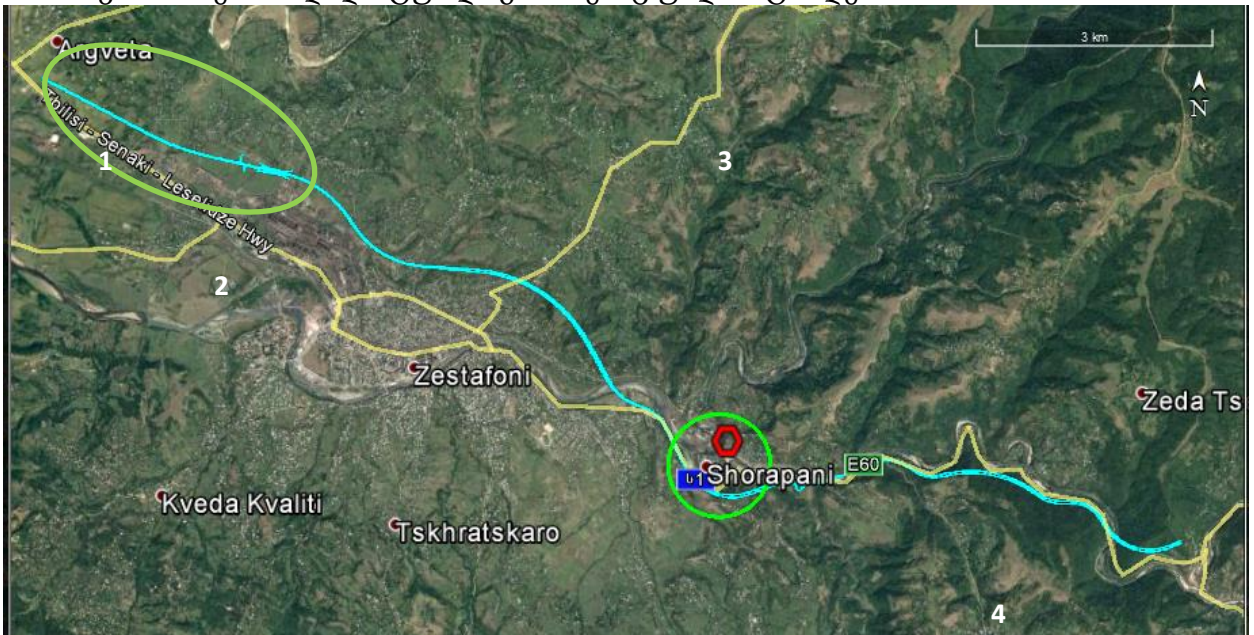 3 km
Argveta
N
Tbilisi - Senaki - Leselidze Hwy
1
3
2
Zestafoni
Zeda Ts
E60
ს1
Shorapani
Kveda Kvaliti
Tskhratskaro
4